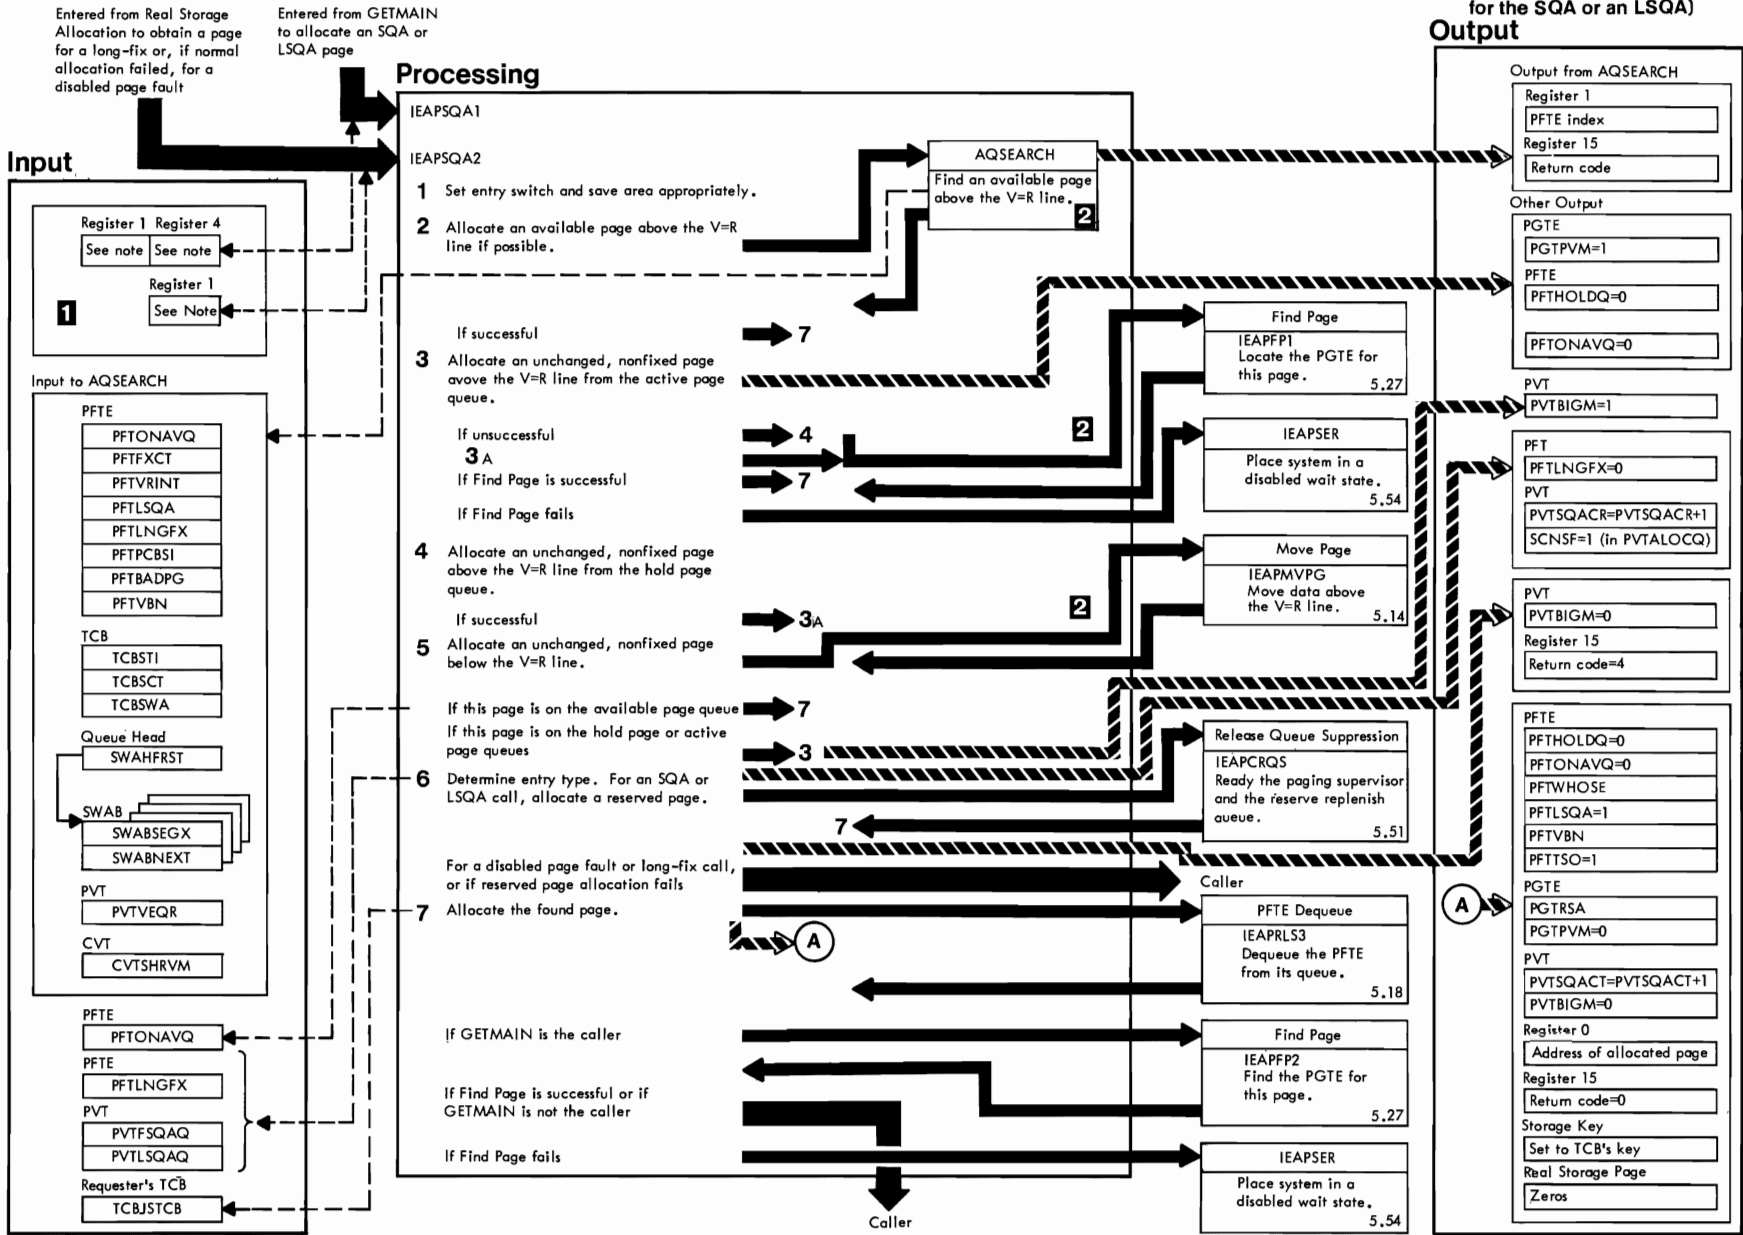 Entered from Real Storage
Allocation to obtain a page
for a long-fix or, if normal
allocation failed, for a
disabled page fault
Entered from GETMAIN
to allocate an SQA or
LSQA page
for the SQA or an LSQA)
Input
Register 1 Register 4
See note See note
Register 1
See Note
1
Input to AQSEARCH
PFTE
PFTONAVQ
PFTFXCT
PFTVRINT
PFTLSQA
PFTLNGFX
PFTPCBSI
PFTBADPG
PFTVBN
TCB
TCBSTI
TCBSCT
TCBSWA
Queue Head
SWAHFRST
SWAB
SWABSEGX
SWABNEXT
PVT
PVTVEQR
CVT
CVTSHRVM
PFTE
PFTONAVQ
PFTE
PFTLNGFX
PVT
PVTFSQAQ
PVTLSQAQ
Requester's TCB
TCBJSTCB
Processing
IEAPSQA1
IEAPSQA2
1 Set entry switch and save area appropriately.
2 Allocate an available page above the V=R
line if possible.
If successful
7
3 Allocate an unchanged, nonfixed page
avove the V=R line from the active page
queue.
If unsuccessful
4
3A
If Find Page is successful
7
If Find Page fails
4 Allocate an unchanged, nonfixed page
above the V=R line from the hold page
queue.
If successful
3A
5 Allocate an unchanged, nonfixed page
below the V=R line.
If this page is on the available page queue
7
If this page is on the hold page or active
page queues
3
6 Determine entry type. For an SQA or
LSQA call, allocate a reserved page.
7
For a disabled page fault or long-fix call,
or if reserved page allocation fails
Caller
7 Allocate the found page.
A
If GETMAIN is the caller
If Find Page is successful or if
GETMAIN is not the caller
If Find Page fails
Caller
AQSEARCH
Find an available page
above the V=R line.
2
Find Page
IEAPFP1
Locate the PGTE for
this page.
5.27
2
IEAPSER
Place system in a
disabled wait state.
5.54
Move Page
IEAPMVPG
Move data above
the V=R line.
5.14
2
Release Queue Suppression
IEAPCRQS
Ready the paging supervisor
and the reserve replenish
queue.
5.51
PFTE Dequeue
IEAPRLS3
Dequeue the PFTE
from its queue.
5.18
Find Page
IEAPFP2
Find the PGTE for
this page.
5.27
IEAPSER
Place system in a
disabled wait state.
5.54
Output
Output from AQSEARCH
Register 1
PFTE index
Register 15
Return code
Other Output
PGTE
PGTPVM=1
PFTE
PFTHOLDQ=0
PFTONAVQ=0
PVT
PVTBIGM=1
PFT
PFTLNGFX=0
PVT
PVTSQACR=PVTSQACR+1
SCNSF=1 (in PVTALOCQ)
PVT
PVTBIGM=0
Register 15
Return code=4
PFTE
PFTHOLDQ=0
PFTONAVQ=0
PFTWHOSE
PFTLSQA=1
PFTVBN
PFTTSO=1
A
PGTE
PGTRSA
PGTPVM=0
PVT
PVTSQACT=PVTSQACT+1
PVTBIGM=0
Register 0
Address of allocated page
Register 15
Return code=0
Storage Key
Set to TCB's key
Real Storage Page
Zeros